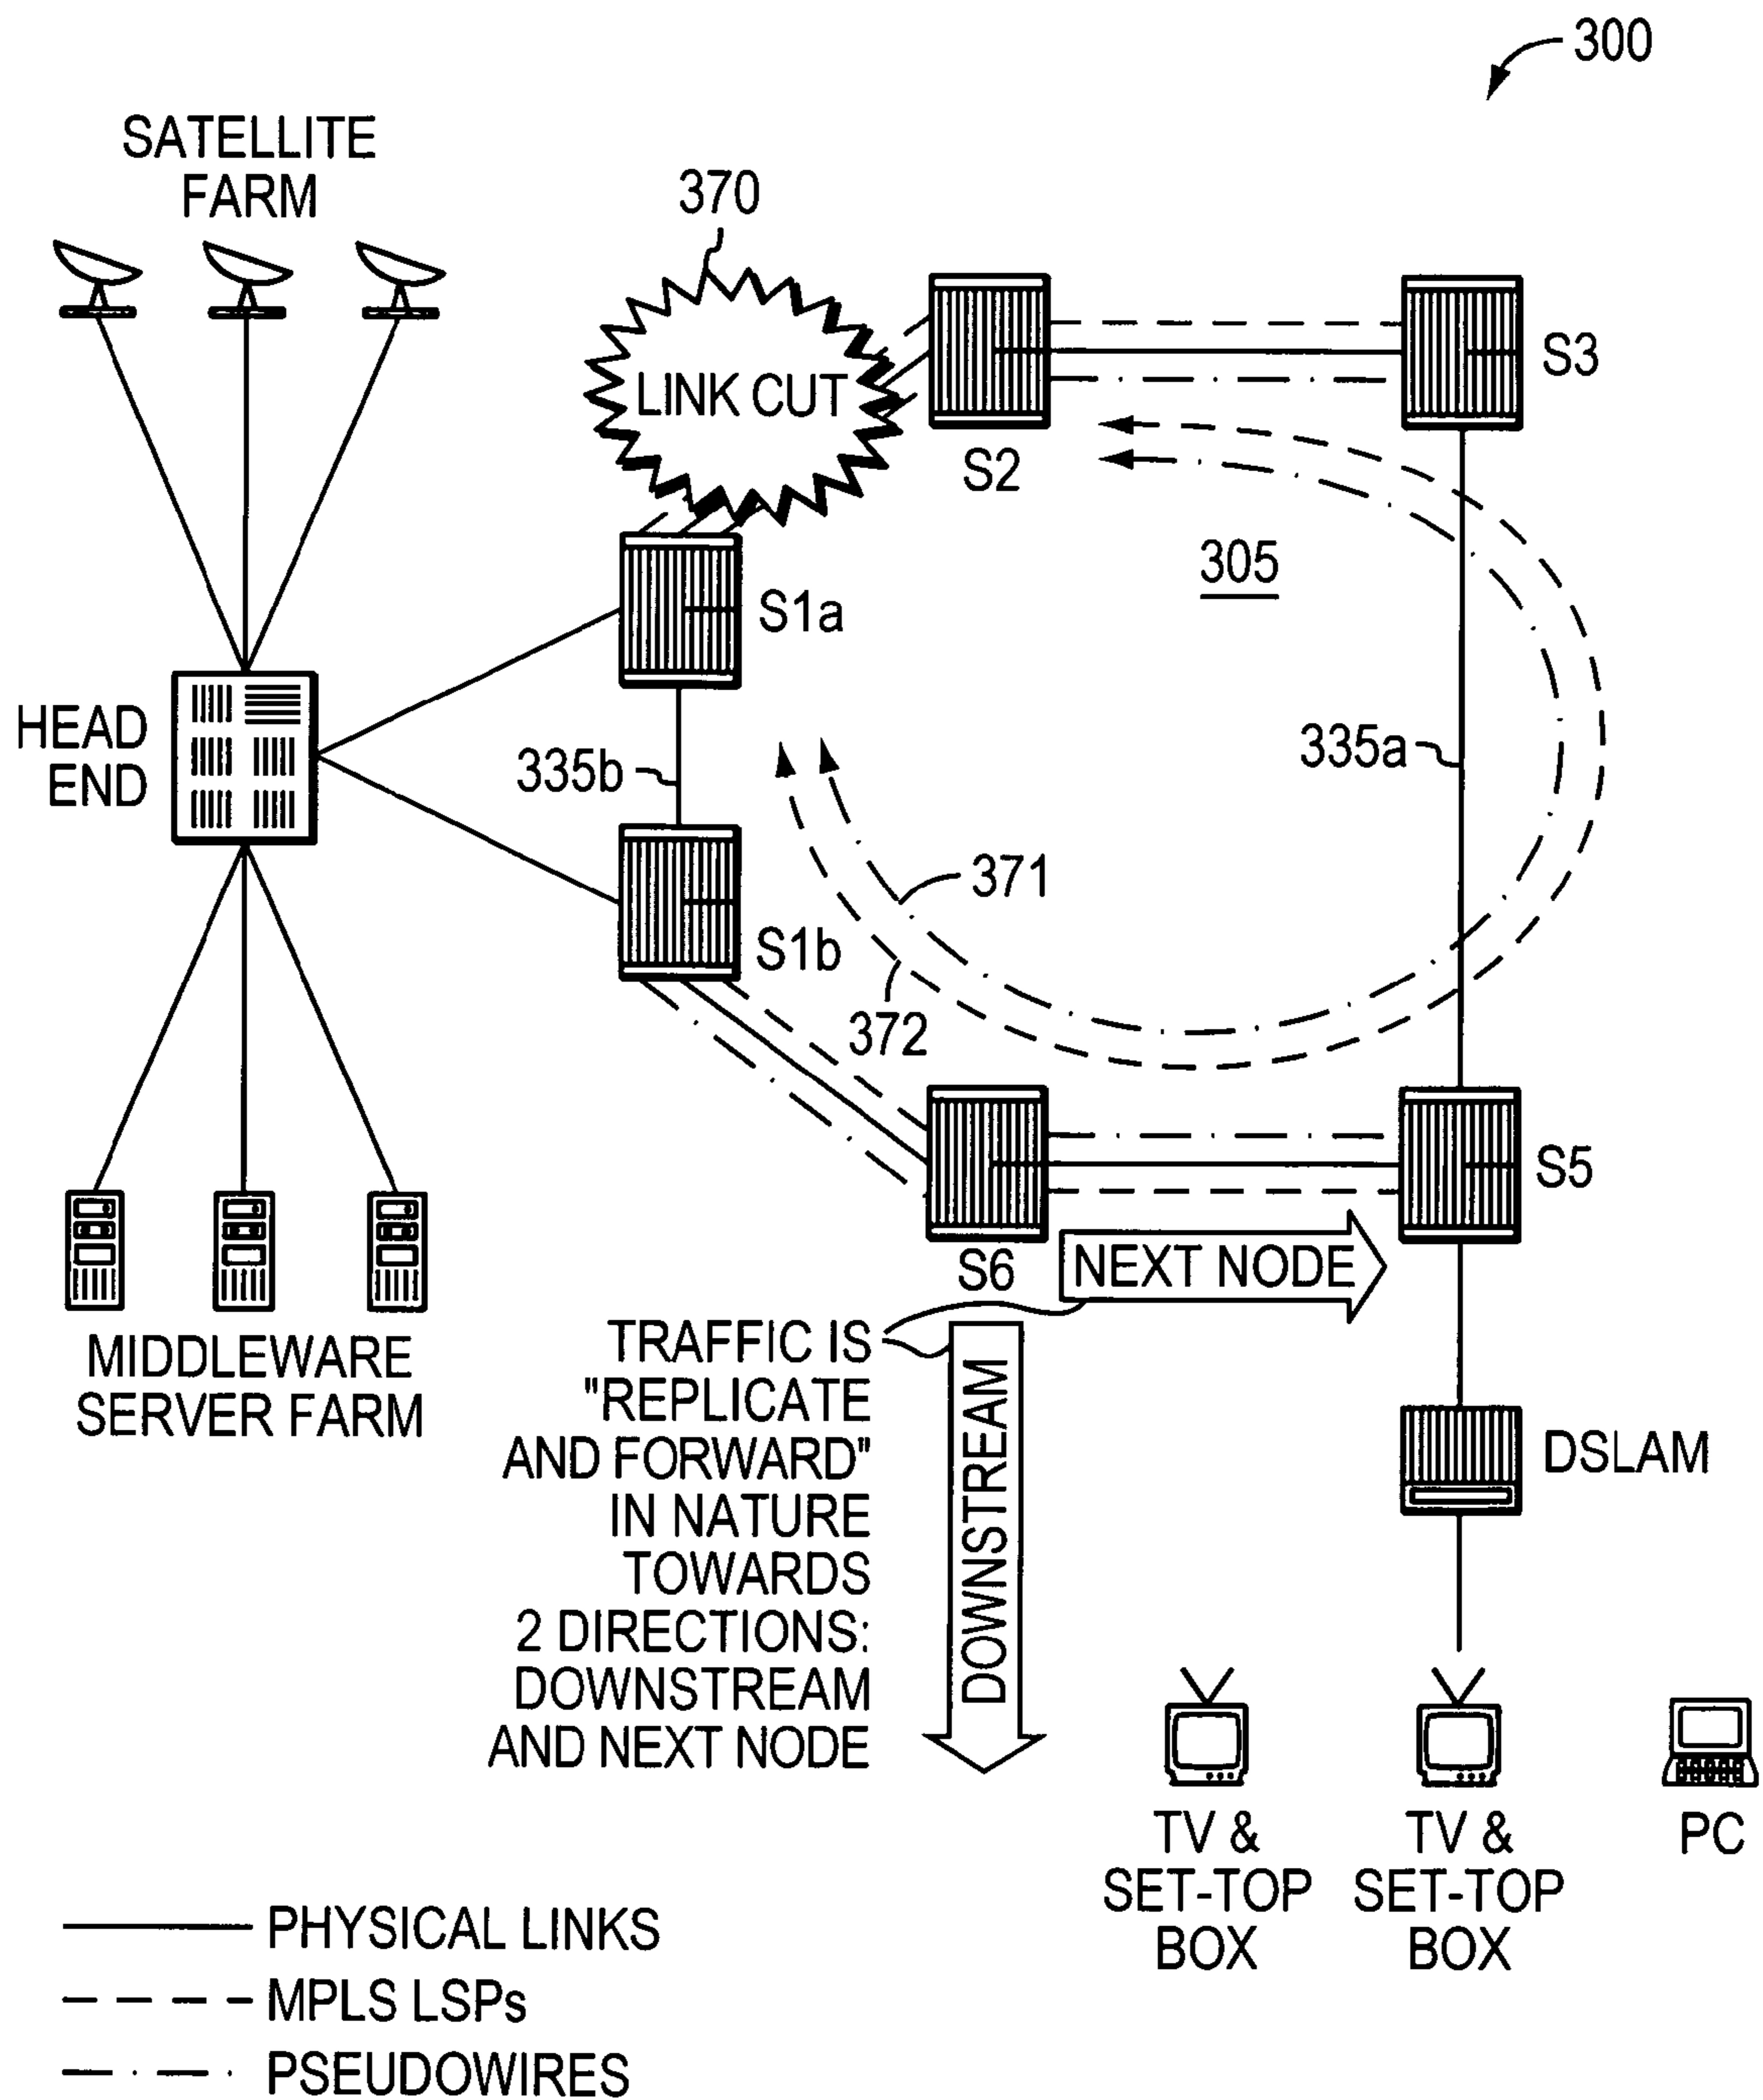 300
SATELLITE
FARM
370
LINK CUT
S2
S3
S1a
305
HEAD
END
335b
335a
371
S1b
372
S6
S5
NEXT NODE
TRAFFIC IS
"REPLICATE
AND FORWARD"
IN NATURE
TOWARDS
2 DIRECTIONS:
DOWNSTREAM
AND NEXT NODE
DOWNSTREAM
MIDDLEWARE
SERVER FARM
DSLAM
TV &
SET-TOP
BOX
TV &
SET-TOP
BOX
PC
PHYSICAL LINKS
MPLS LSPs
PSEUDOWIRES